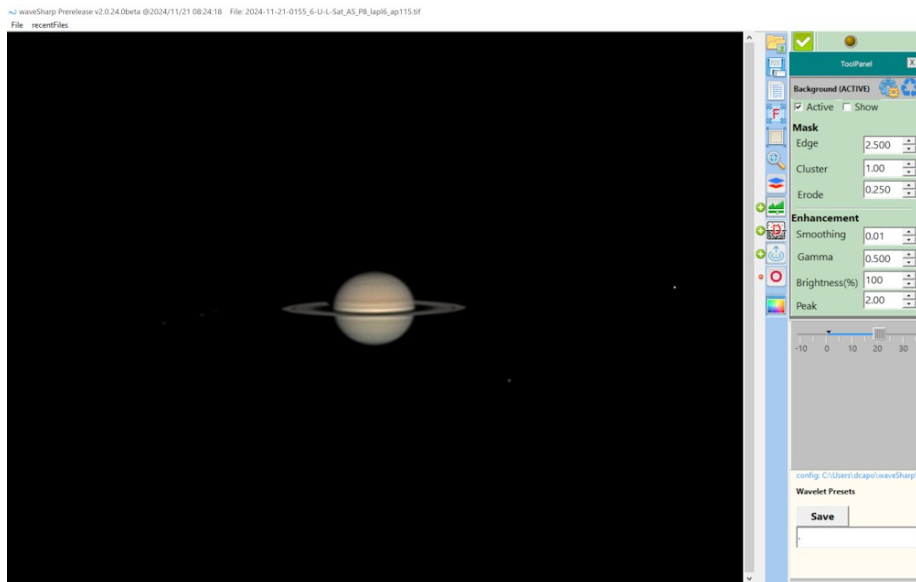 waveSharp Prerelease v2.0.24.0beta @2024/11/21 08:24:18 File: 2024-11-21-0155_6-U-L-Sat_AS_P8_lapl6_ap115.tif
File recentFiles
ToolPanel X
Background (ACTIVE)
Active Show
Mask
Edge 2.500
Cluster 1.00
Erode 0.250
Enhancement
Smoothing 0.01
Gamma 0.500
Brightness(%) 100
Peak 2.00
-10 0 10 20 30
config: C:\Users\dcapo\waveSharp\
Wavelet Presets
Save
F
D